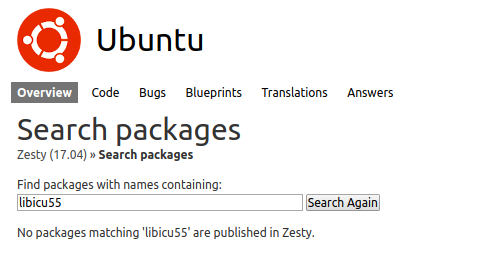 Ubuntu
Overview Code Bugs Blueprints Translations Answers
Search packages
Zesty (17.04) » Search packages
Find packages with names containing:
libicu55 Search Again
No packages matching 'libicu55' are published in Zesty.